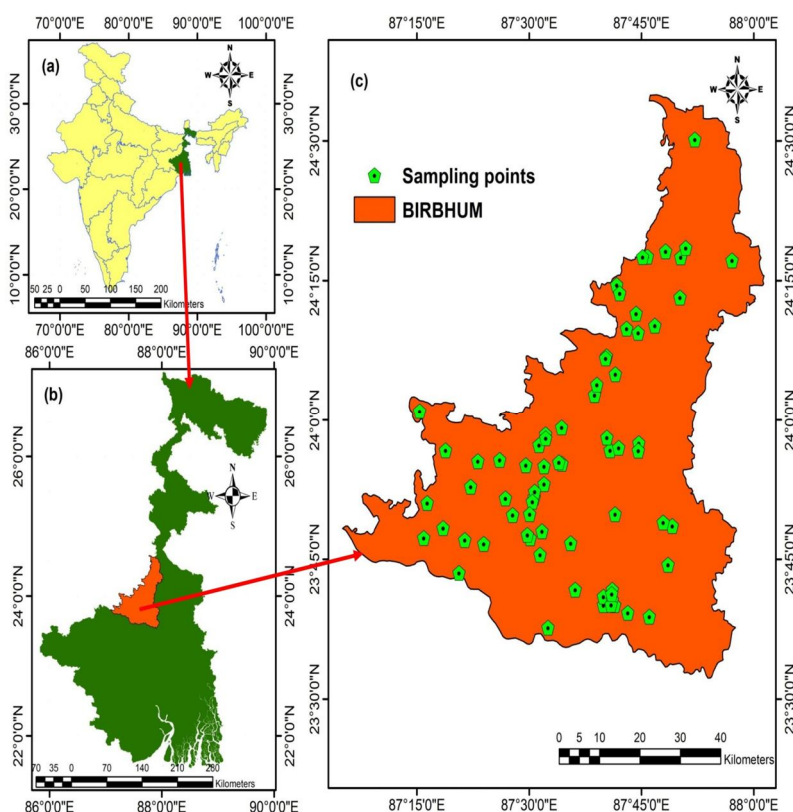 70°0'0"E 80°0'0"E 90°0'0"E 100°0'0"E
(a)
N
W E
S
30°0'0"N
20°0'0"N
10°0'0"N
30°0'0"N
20°0'0"N
10°0'0"N
50 25 0 50 100 150 200
Kilometers
70°0'0"E 80°0'0"E 90°0'0"E 100°0'0"E
86°0'0"E 88°0'0"E 90°0'0"E
(b)
N
W E
S
26°0'0"N
24°0'0"N
22°0'0"N
26°0'0"N
24°0'0"N
22°0'0"N
70 35 0 70 140 210 280
Kilometers
86°0'0"E 88°0'0"E 90°0'0"E
87°15'0"E 87°30'0"E 87°45'0"E 88°0'0"E
(c)
N
W E
S
Sampling points
BIRBHUM
24°30'0"N
24°15'0"N
24°0'0"N
23°45'0"N
23°30'0"N
24°30'0"N
24°15'0"N
24°0'0"N
23°45'0"N
23°30'0"N
0 5 10 20 30 40
Kilometers
87°15'0"E 87°30'0"E 87°45'0"E 88°0'0"E